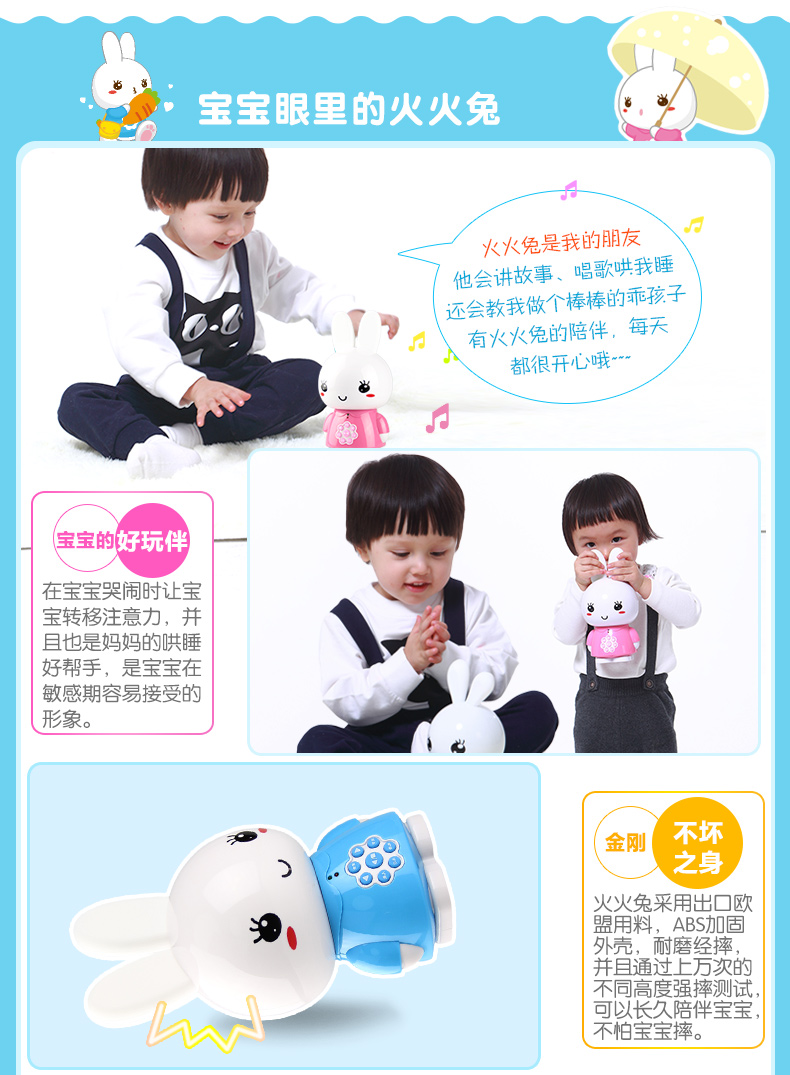 宝宝眼里的火火兔
火火兔是我的朋友
他会讲故事、唱歌哄我睡
还会教我做个棒棒的乖孩子
有火火兔的陪伴，每天
都很开心哦~~~
宝宝的好玩伴
在宝宝哭闹时让宝
宝转移注意力，并
且也是妈妈的哄睡
好帮手，是宝宝在
敏感期容易接受的
形象。
金刚 不坏
之身
火火兔采用出口欧
盟用料，ABS加固
外壳，耐磨经摔，
并且通过上万次的
不同高度强摔测试，
可以长久陪伴宝宝，
不怕宝宝摔。